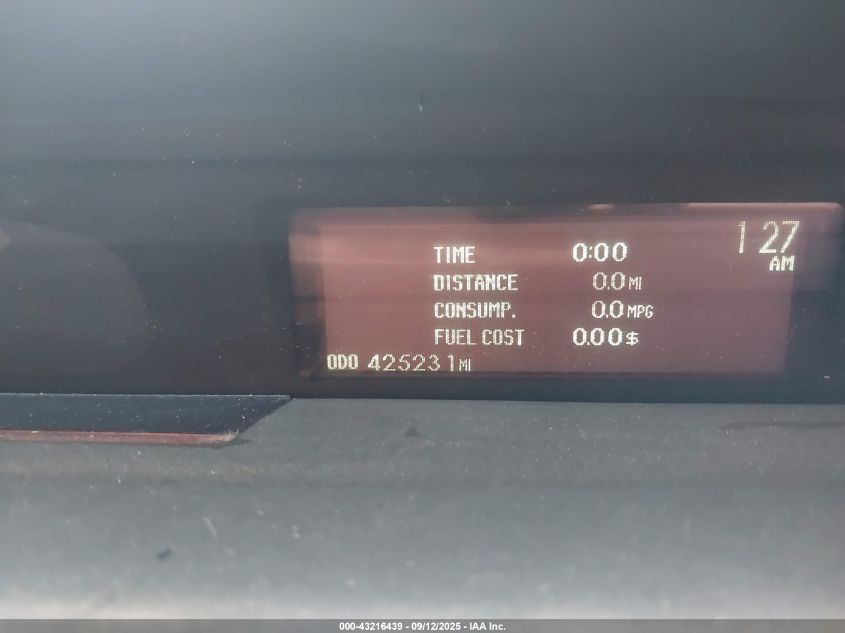 1:27
AM
TIME 0:00
DISTANCE 0.0 MI
CONSUMP. 0.0 MPG
FUEL COST 0.00 $
ODO 425231 MI
000-43216439 - 09/12/2025 - IAA Inc.